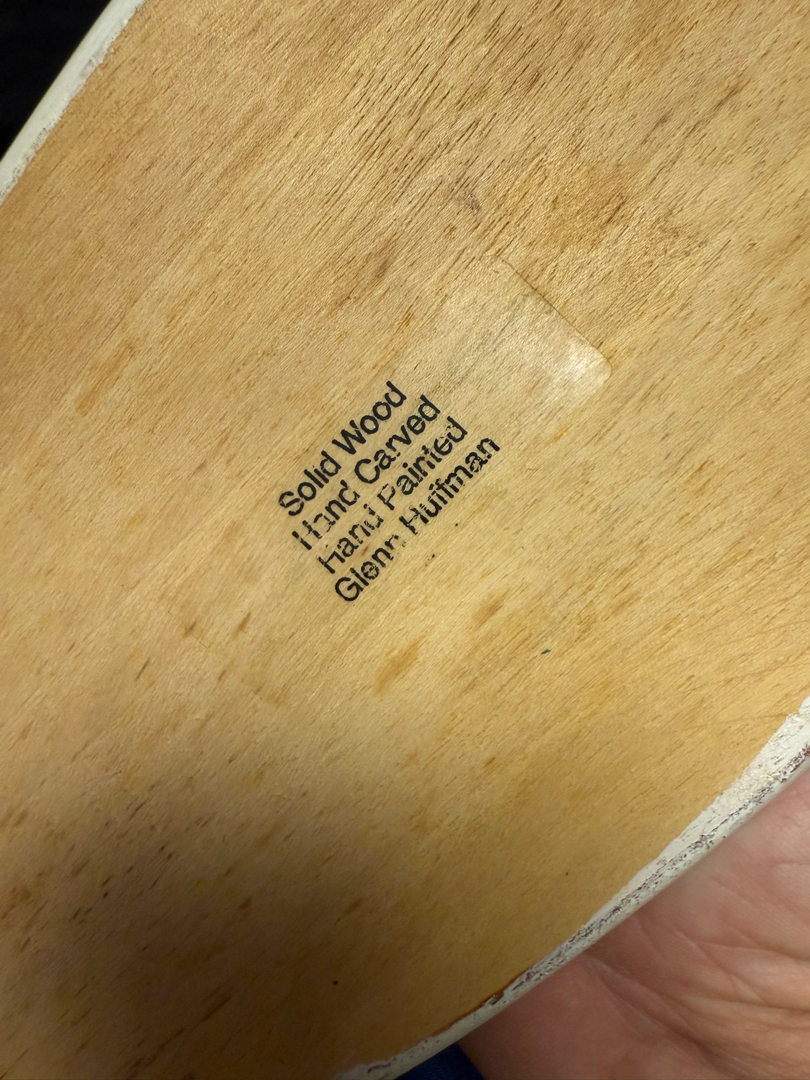 Solid Wood
Hand Carved
Hand Painted
Glenn Huffman